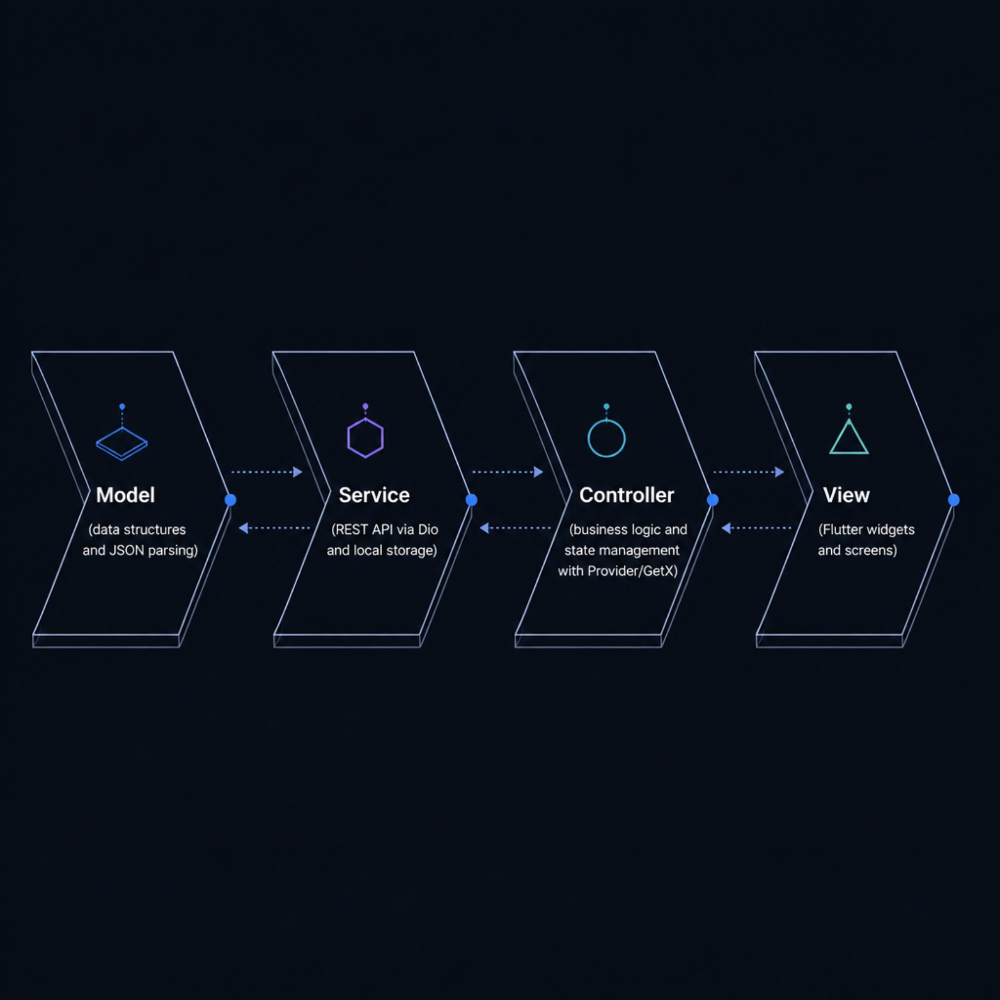 Model
(data structures
and JSON parsing)
Service
(REST API via Dio
and local storage)
Controller
(business logic and
state management
with Provider/GetX)
View
(Flutter widgets
and screens)